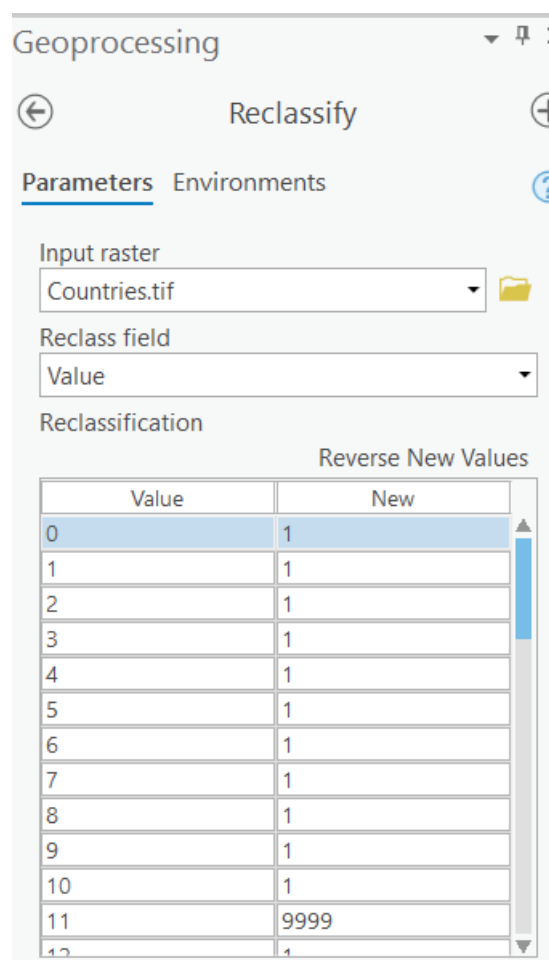 Geoprocessing
Reclassify
Parameters Environments
Input raster
Countries.tif
Reclass field
Value
Reclassification
Reverse New Values
Value New
0 1
1 1
2 1
3 1
4 1
5 1
6 1
7 1
8 1
9 1
10 1
11 9999
12 1